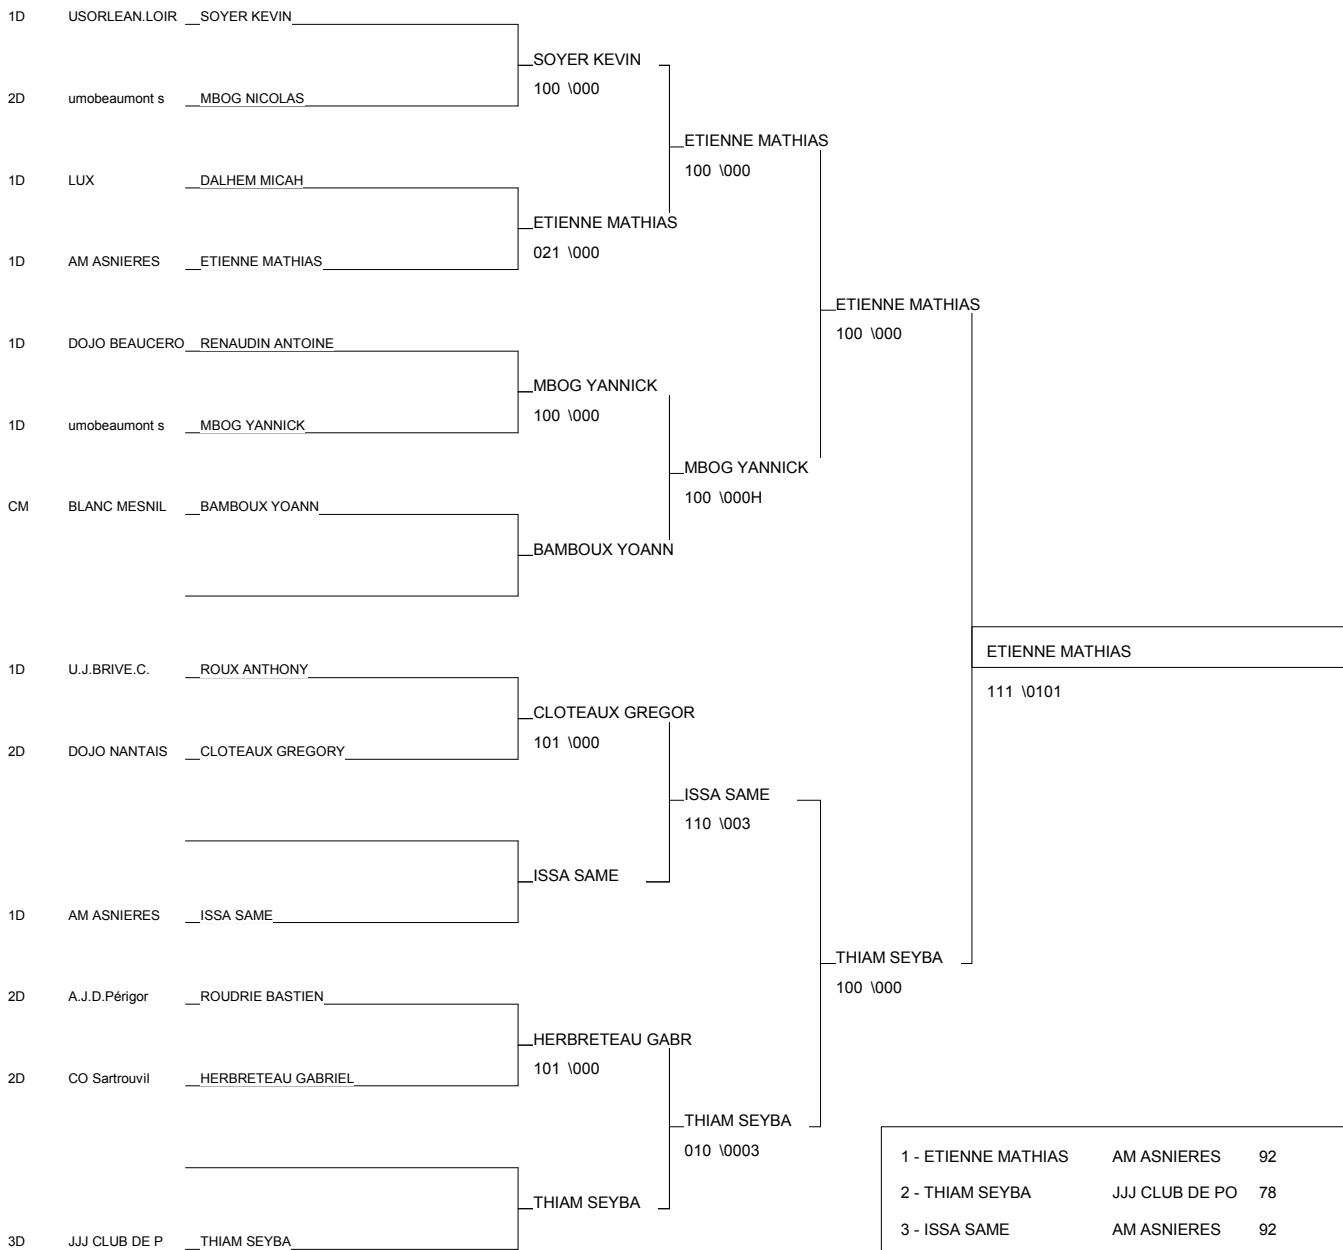 1D USORLEAN.LOIR SOYER KEVIN
SOYER KEVIN
100 \000
2D umobeaumont s MBOG NICOLAS
ETIENNE MATHIAS
100 \000
1D LUX DALHEM MICAH
ETIENNE MATHIAS
021 \000
1D AM ASNIERES ETIENNE MATHIAS
ETIENNE MATHIAS
100 \000
1D DOJO BEAUCERO RENAUDIN ANTOINE
MBOG YANNICK
100 \000
1D umobeaumont s MBOG YANNICK
MBOG YANNICK
100 \000H
CM BLANC MESNIL BAMBOUX YOANN
BAMBOUX YOANN
ETIENNE MATHIAS
111 \0101
1D U.J.BRIVE.C. ROUX ANTHONY
CLOTEAUX GREGOR
101 \000
2D DOJO NANTAIS CLOTEAUX GREGORY
ISSA SAME
110 \003
ISSA SAME
1D AM ASNIERES ISSA SAME
THIAM SEYBA
100 \000
2D A.J.D.Périgor ROUDRIE BASTIEN
HERBRETEAU GABR
101 \000
2D CO Sartrouvil HERBRETEAU GABRIEL
THIAM SEYBA
010 \0003
THIAM SEYBA
3D JJJ CLUB DE P THIAM SEYBA
1 - ETIENNE MATHIAS AM ASNIERES 92
2 - THIAM SEYBA JJJ CLUB DE PO 78
3 - ISSA SAME AM ASNIERES 92